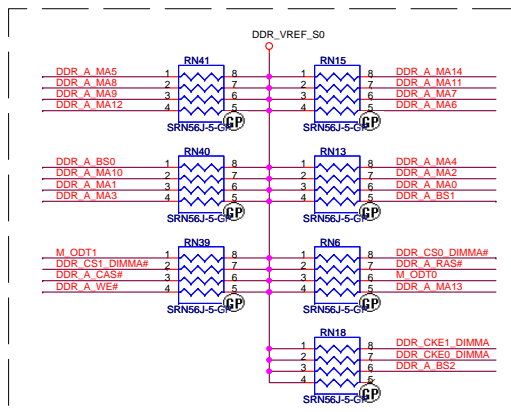 DDR_VREF_S0
RN41
DDR_A_MA5 1 8
DDR_A_MA8 2 7
DDR_A_MA9 3 6
DDR_A_MA12 4 5
SRN56J-5-GP
GP
RN15
1 8 DDR_A_MA14
2 7 DDR_A_MA11
3 6 DDR_A_MA7
4 5 DDR_A_MA6
SRN56J-5-GP
GP
RN40
DDR_A_BS0 1 8
DDR_A_MA10 2 7
DDR_A_MA1 3 6
DDR_A_MA3 4 5
SRN56J-5-GP
GP
RN13
1 8 DDR_A_MA4
2 7 DDR_A_MA2
3 6 DDR_A_MA0
4 5 DDR_A_BS1
SRN56J-5-GP
GP
RN39
M_ODT1 1 8
DDR_CS1_DIMMA# 2 7
DDR_A_CAS# 3 6
DDR_A_WE# 4 5
SRN56J-5-GP
GP
RN6
1 8 DDR_CS0_DIMMA#
2 7 DDR_A_RAS#
3 6 M_ODT0
4 5 DDR_A_MA13
SRN56J-5-GP
GP
RN18
1 8 DDR_CKE1_DIMMA
2 7 DDR_CKE0_DIMMA
3 6 DDR_A_BS2
4 5
SRN56J-5-GP
GP